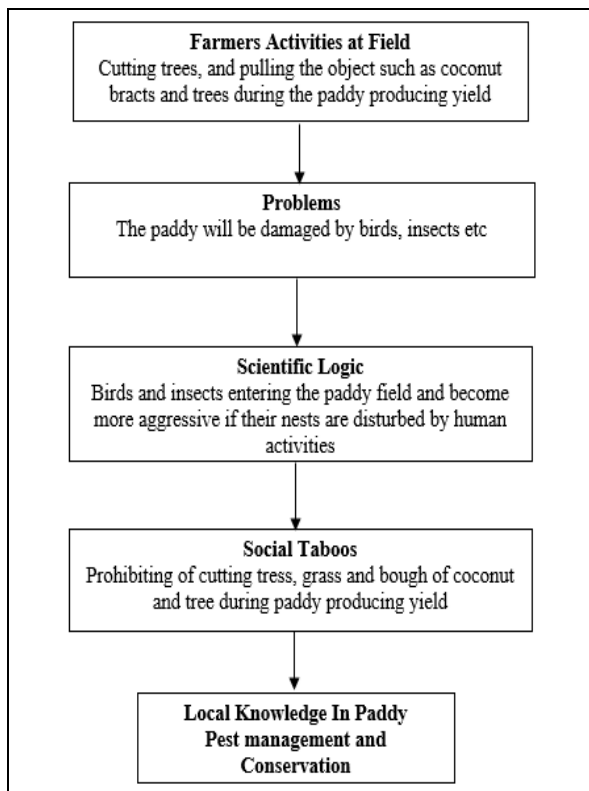 Farmers Activities at Field
Cutting trees, and pulling the object such as coconut
bracts and trees during the paddy producing yield
Problems
The paddy will be damaged by birds, insects etc
Scientific Logic
Birds and insects entering the paddy field and become
more aggressive if their nests are disturbed by human
activities
Social Taboos
Prohibiting of cutting tress, grass and bough of coconut
and tree during paddy producing yield
Local Knowledge In Paddy
Pest management and
Conservation